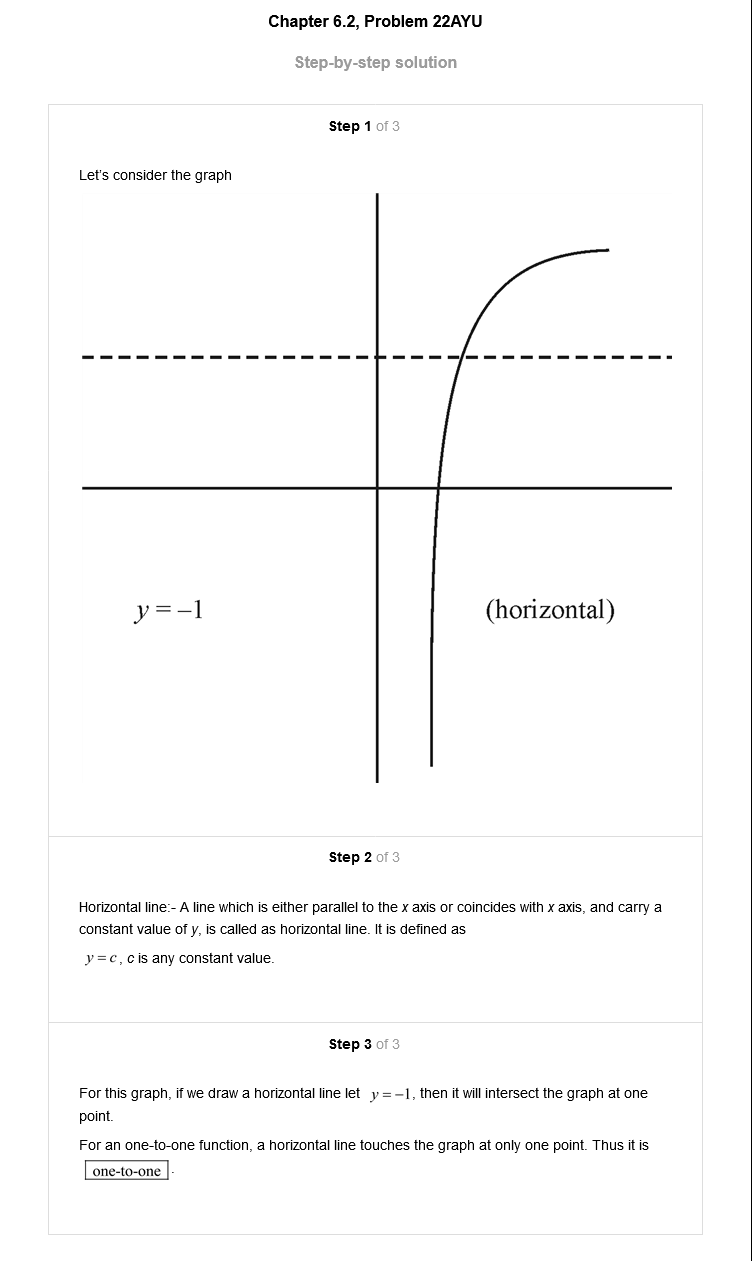 Chapter 6.2, Problem 22AYU
Step-by-step solution
Step 1 of 3
Let's consider the graph
y = –1
(horizontal)
Step 2 of 3
Horizontal line:- A line which is either parallel to the x axis or coincides with x axis, and carry a
constant value of y, is called as horizontal line. It is defined as
y = c, c is any constant value.
Step 3 of 3
For this graph, if we draw a horizontal line let y = –1, then it will intersect the graph at one
point.
For an one-to-one function, a horizontal line touches the graph at only one point. Thus it is
one-to-one.